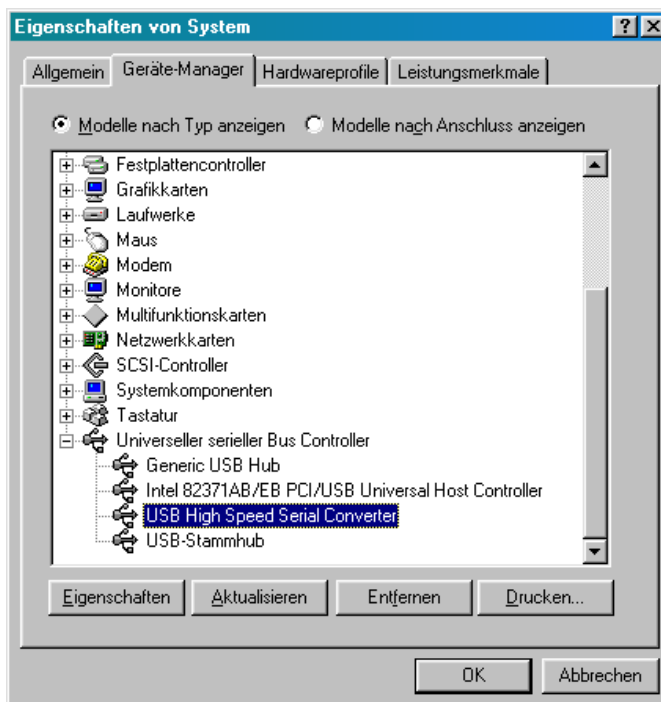 Eigenschaften von System
Allgemein Geräte-Manager Hardwareprofile Leistungsmerkmale
Modelle nach Typ anzeigen Modelle nach Anschluss anzeigen
Festplattencontroller
Grafikkarten
Laufwerke
Maus
Modem
Monitore
Multifunktionskarten
Netzwerkkarten
SCSI-Controller
Systemkomponenten
Tastatur
Universeller serieller Bus Controller
Generic USB Hub
Intel 82371AB/EB PCI/USB Universal Host Controller
USB High Speed Serial Converter
USB-Stammhub
Eigenschaften Aktualisieren Entfernen Drucken...
OK Abbrechen